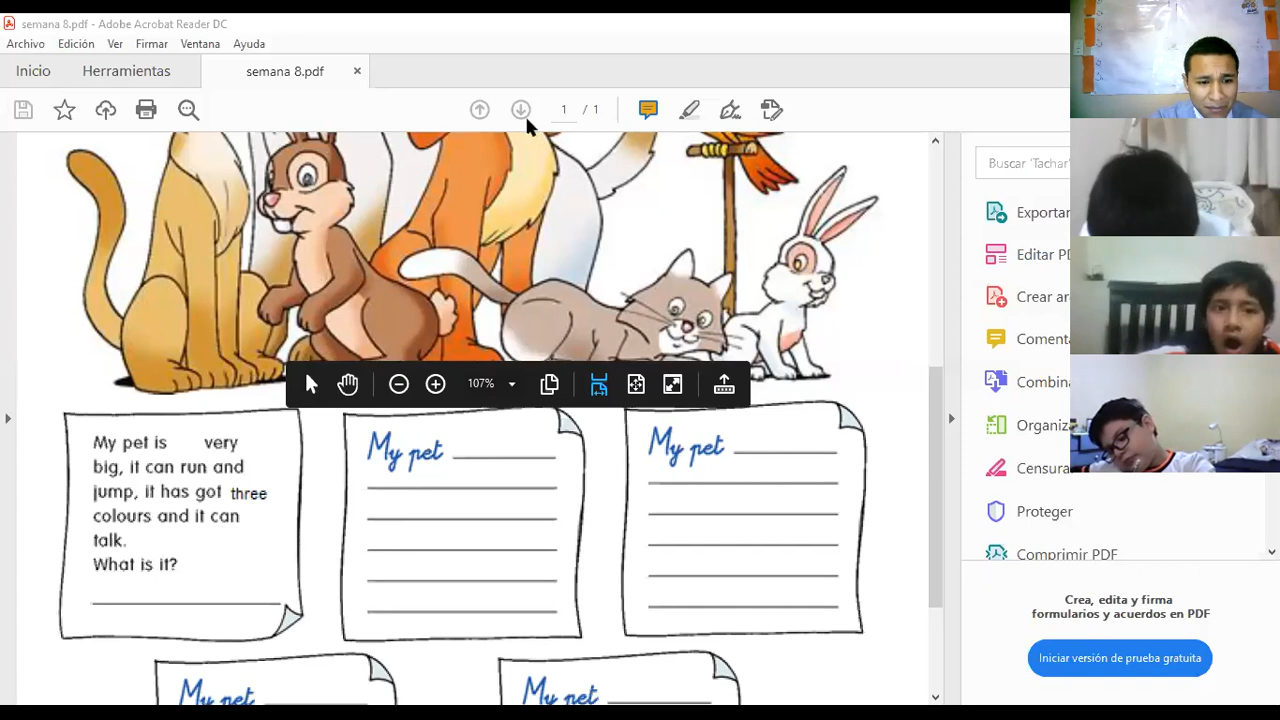 semana 8.pdf - Adobe Acrobat Reader DC
Archivo Edición Ver Firmar Ventana Ayuda
Inicio Herramientas semana 8.pdf ×
1 / 1
Buscar 'Tachar'
Exportar
Editar PD
Crear ar
Comenta
Combina
Organiz
Censura
Proteger
Comprimir PDF
Crea, edita y firma
formularios y acuerdos en PDF
Iniciar versión de prueba gratuita
107%
My pet is very
big, it can run and
jump, it has got three
colours and it can
talk.
What is it?
My pet
My pet
My pet
My pet